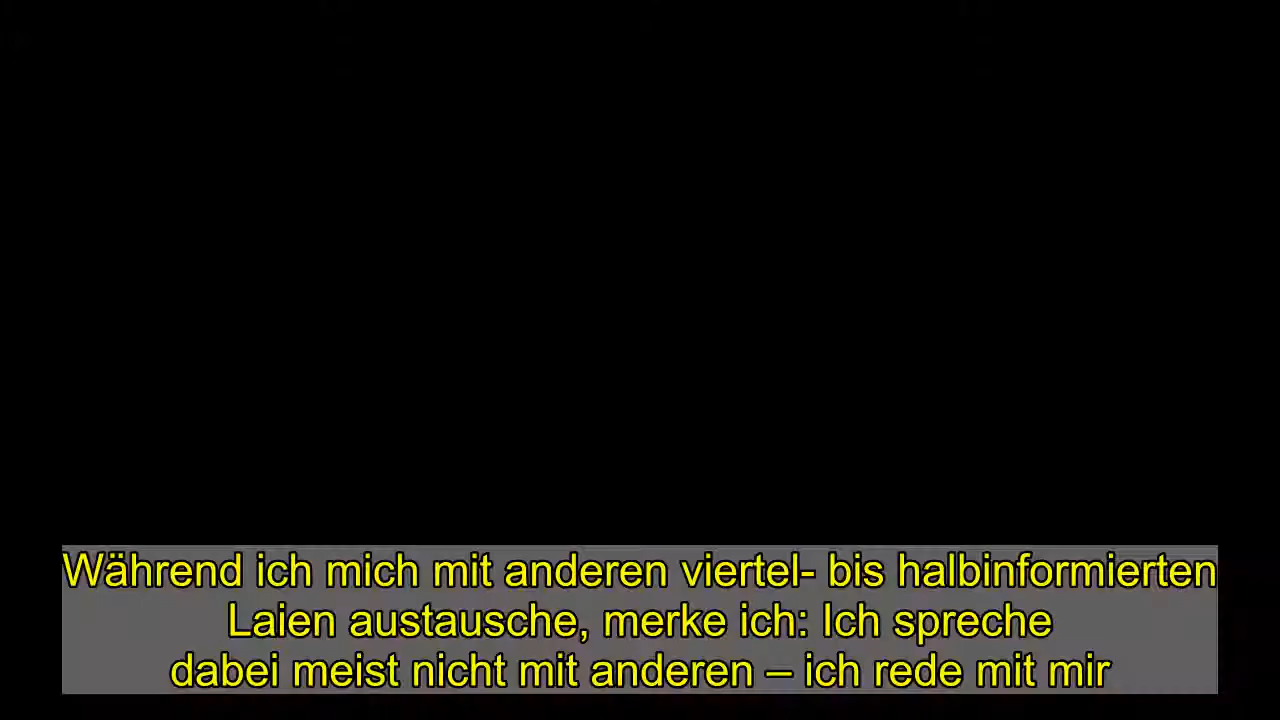 Während ich mich mit anderen viertel- bis halbinformierten
Laien austausche, merke ich: Ich spreche
dabei meist nicht mit anderen – ich rede mit mir